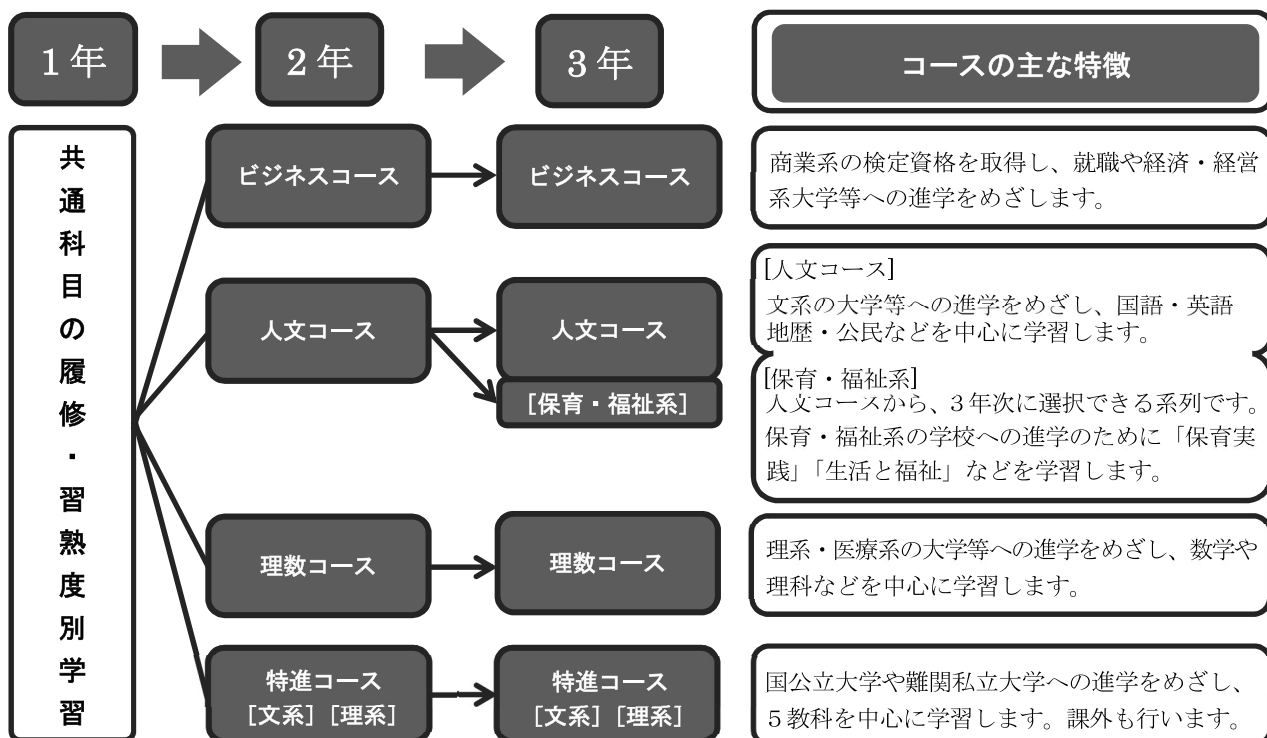 1年
2年
3年
コースの主な特徴
共通科目の履修・習熟度別学習
ビジネスコース
ビジネスコース
商業系の検定資格を取得し、就職や経済・経営
系大学等への進学をめざします。
人文コース
人文コース
[保育・福祉系]
[人文コース]
文系の大学等への進学をめざし、国語・英語
地歴・公民などを中心に学習します。
[保育・福祉系]
人文コースから、3年次に選択できる系列です。
保育・福祉系の学校への進学のために「保育実
践」「生活と福祉」などを学習します。
理数コース
理数コース
理系・医療系の大学等への進学をめざし、数学や
理科などを中心に学習します。
特進コース
[文系][理系]
特進コース
[文系][理系]
国公立大学や難関私立大学への進学をめざし、
5教科を中心に学習します。課外も行います。